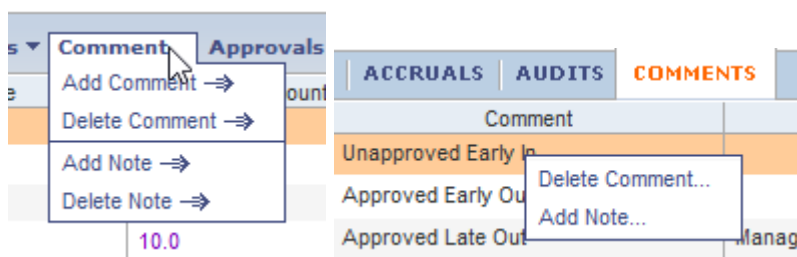 s Comment Approvals
e ount
Add Comment
Delete Comment
Add Note
Delete Note
10.0
ACCRUALS AUDITS COMMENTS
Comment
Unapproved Early In
Delete Comment...
Approved Early Ou
Add Note...
Approved Late Out Manag